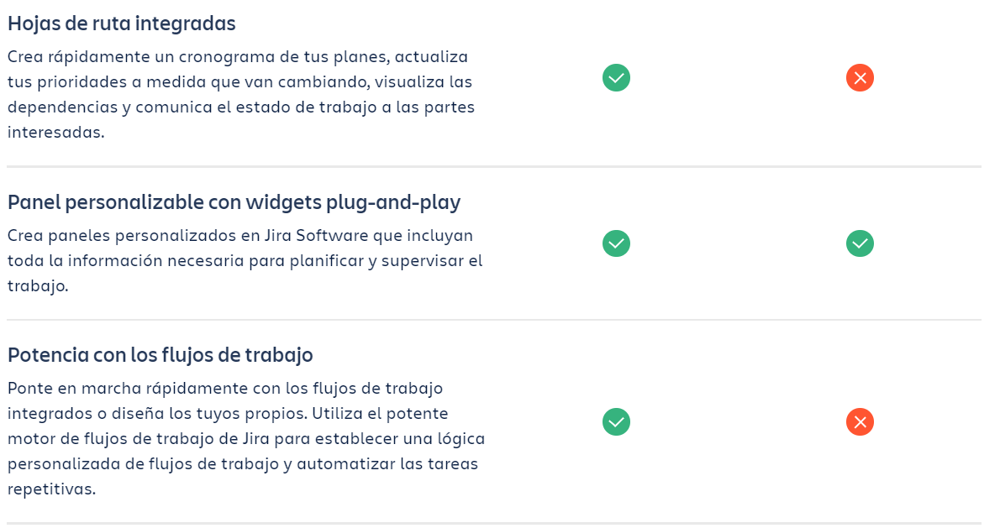 Hojas de ruta integradas
Crea rápidamente un cronograma de tus planes, actualiza
tus prioridades a medida que van cambiando, visualiza las
dependencias y comunica el estado de trabajo a las partes
interesadas.
Panel personalizable con widgets plug-and-play
Crea paneles personalizados en Jira Software que incluyan
toda la información necesaria para planificar y supervisar el
trabajo.
Potencia con los flujos de trabajo
Ponte en marcha rápidamente con los flujos de trabajo
integrados o diseña los tuyos propios. Utiliza el potente
motor de flujos de trabajo de Jira para establecer una lógica
personalizada de flujos de trabajo y automatizar las tareas
repetitivas.